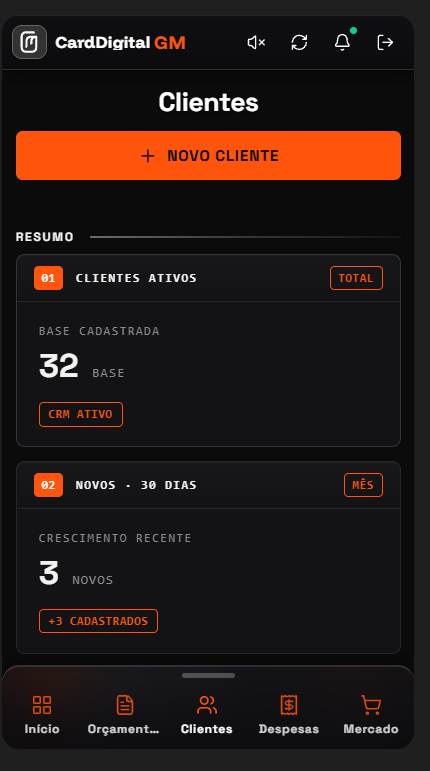 CardDigital GM
Clientes
+ NOVO CLIENTE
RESUMO
01 CLIENTES ATIVOS TOTAL
BASE CADASTRADA
32 BASE
CRM ATIVO
02 NOVOS · 30 DIAS MÊS
CRESCIMENTO RECENTE
3 NOVOS
+3 CADASTRADOS
Início Orçament… Clientes Despesas Mercado